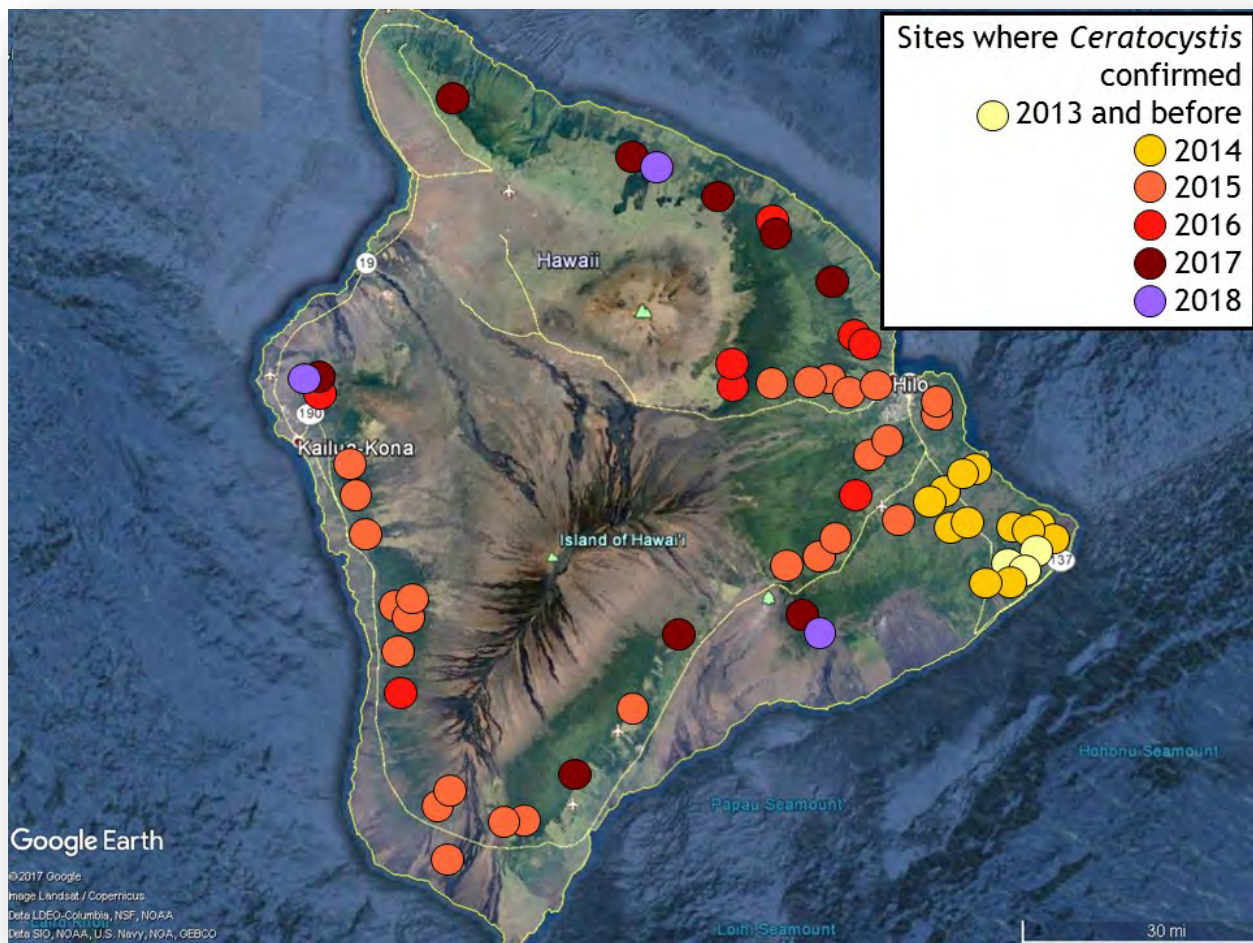 Sites where Ceratocystis
confirmed
2013 and before
2014
2015
2016
2017
2018
19
Hawaii
Hilo
190
Kailua-Kona
Island of Hawai'i
137
Hohonu Seamount
Papau Seamount
Google Earth
©2017 Google
Image Landsat / Copernicus
Data LDEO-Columbia, NSF, NOAA
Data SIO, NOAA, U.S. Navy, NGA, GEBCO
Loihi Seamount
30 mi